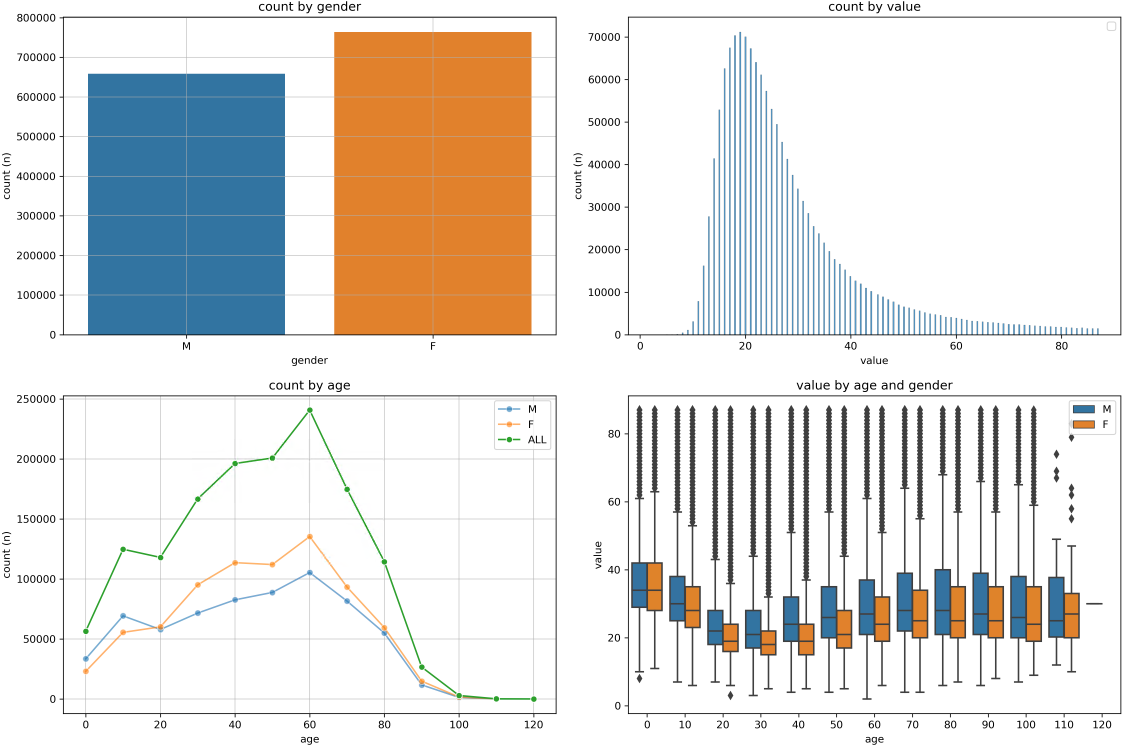 count by gender
800000
700000
600000
500000
400000
300000
200000
100000
0
count (n)
M F
gender
count by value
70000
60000
50000
40000
30000
20000
10000
0
count (n)
0 20 40 60 80
value
count by age
250000
200000
150000
100000
50000
0
count (n)
M
F
ALL
0 20 40 60 80 100 120
age
value by age and gender
80
60
40
20
0
value
M
F
0 10 20 30 40 50 60 70 80 90 100 110 120
age